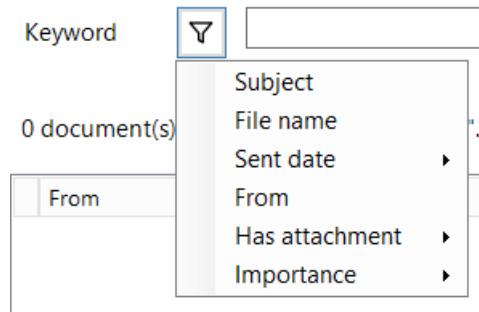 Keyword
Subject
File name
0 document(s)
".
Sent date
From
From
Has attachment
Importance